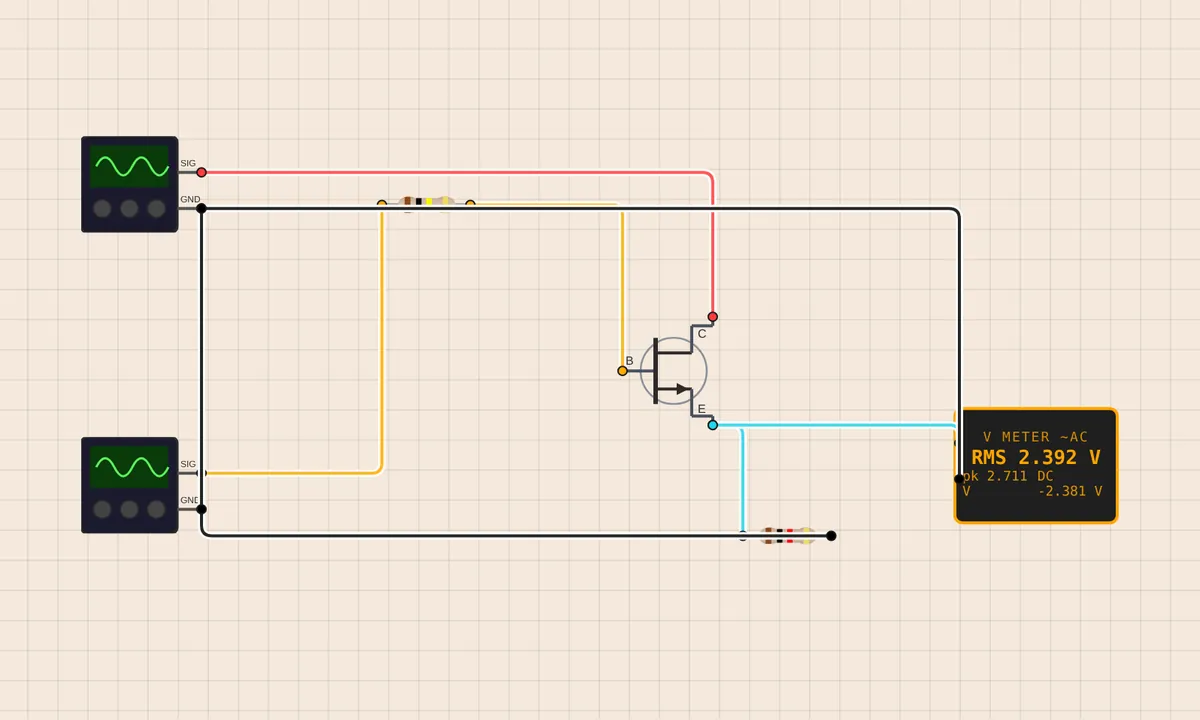 SIG
GND
C
B
E
V METER ~AC
RMS 2.392 V
pk 2.711 DC
V -2.381 V
SIG
GND